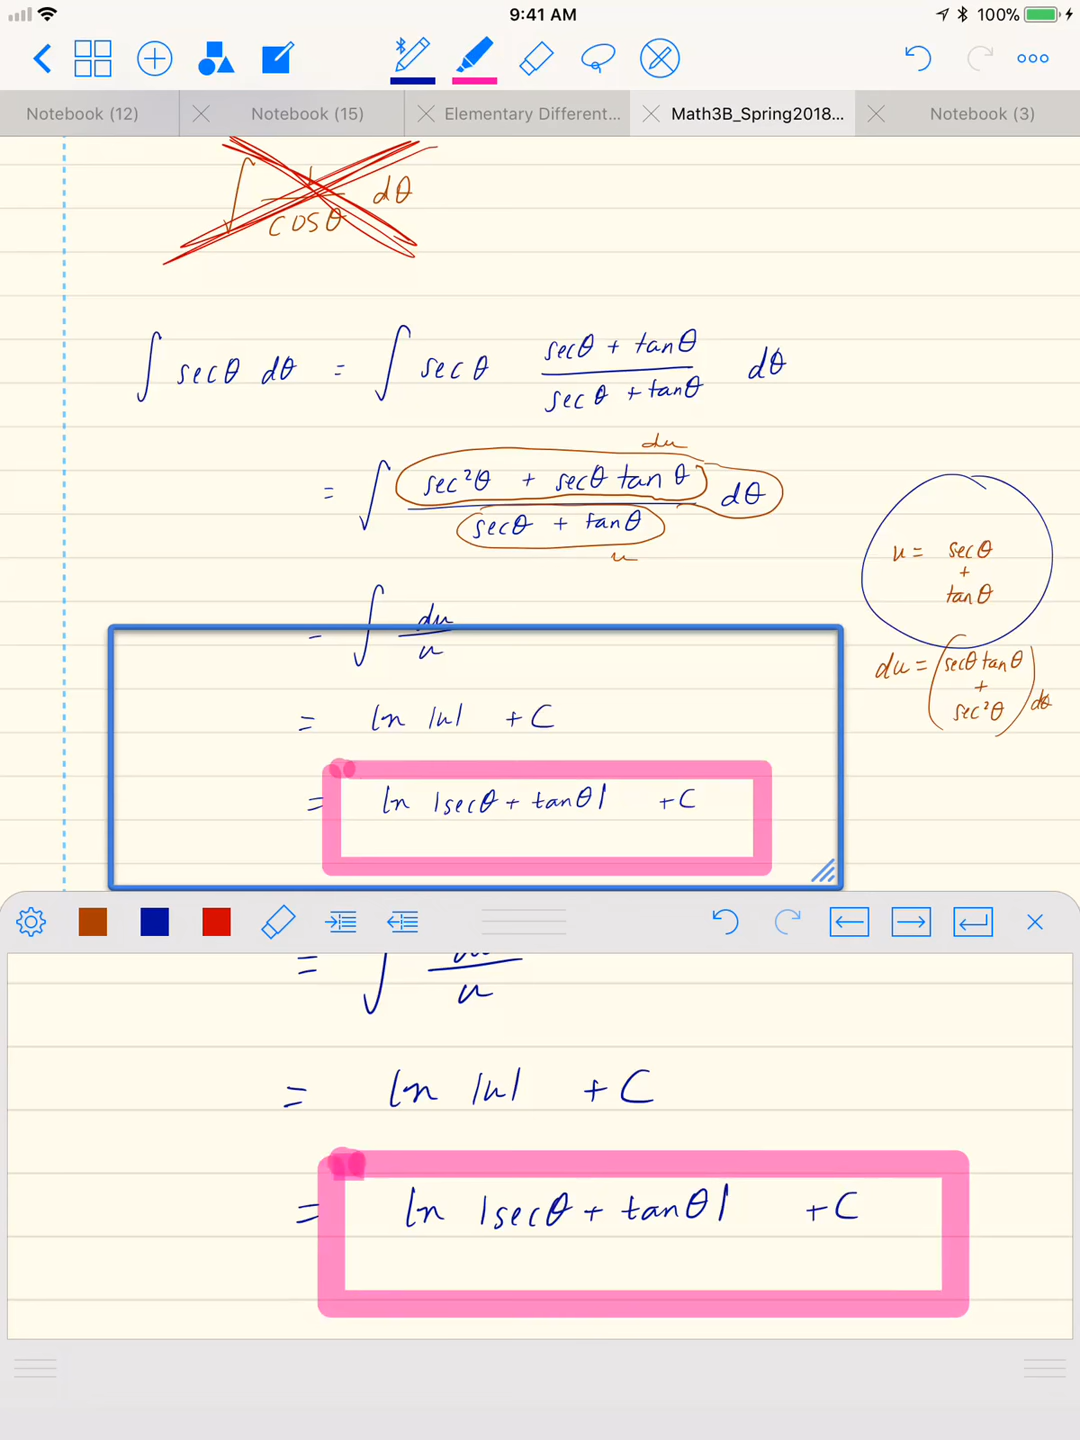 9:41 AM
100%
Notebook (12)
Notebook (15)
Elementary Different...
Math3B_Spring2018...
Notebook (3)
∫ 1/cosθ dθ
∫ secθ dθ = ∫ secθ (secθ + tanθ)/(secθ + tanθ) dθ
du
= ∫ (sec²θ + secθ tanθ)/(secθ + tanθ) dθ
u
u = secθ + tanθ
= ∫ du/u
du = (secθ tanθ + sec²θ) dθ
= ln |u| + C
= ln |secθ + tanθ| + C
= ∫ du/u
= ln |u| + C
= ln |secθ + tanθ| + C